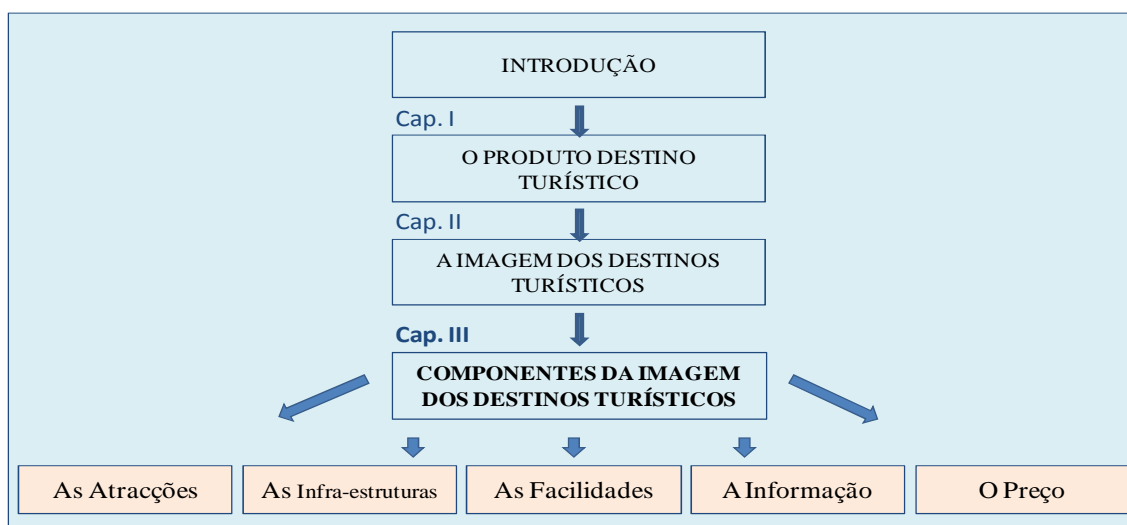 INTRODUÇÃO
Cap. I
O PRODUTO DESTINO
TURÍSTICO
Cap. II
A IMAGEM DOS DESTINOS
TURÍSTICOS
Cap. III
COMPONENTES DA IMAGEM
DOS DESTINOS TURÍSTICOS
As Atracções
As Infra-estruturas
As Facilidades
A Informação
O Preço